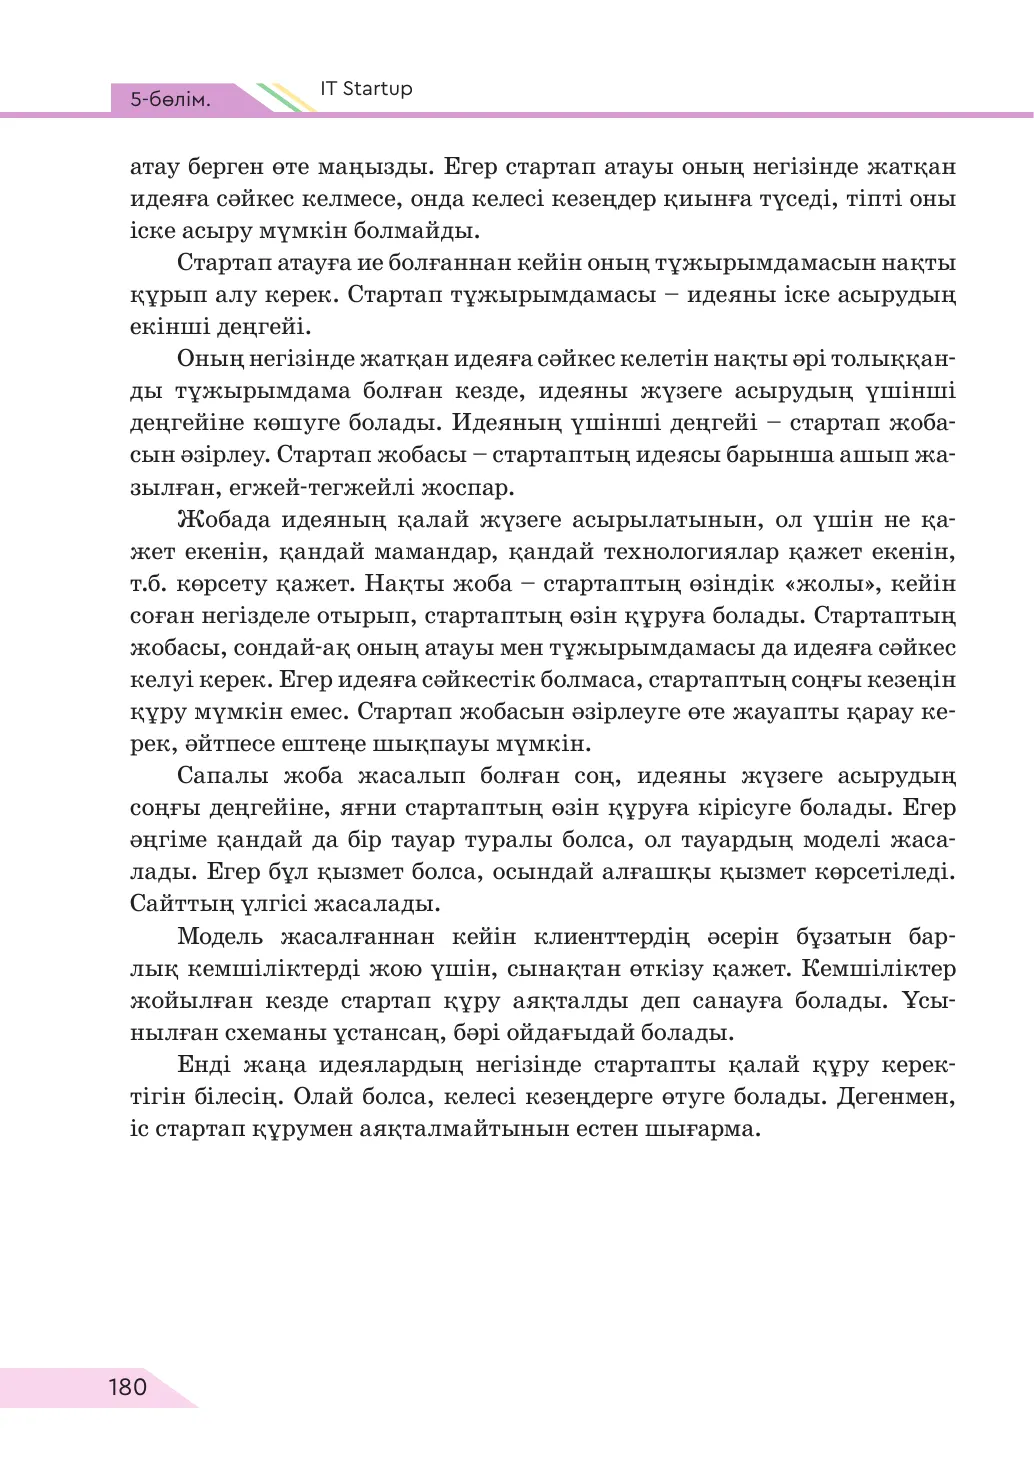 5-бөлім.
IT Startup
атау берген өте маңызды. Егер стартап атауы оның негізінде жатқан
идеяға сәйкес келмесе, онда келесі кезеңдер қиынға түседі, тіпті оны
іске асыру мүмкін болмайды.
Стартап атауға ие болғаннан кейін оның тұжырымдамасын нақты
құрып алу керек. Стартап тұжырымдамасы – идеяны іске асырудың
екінші деңгейі.
Оның негізінде жатқан идеяға сәйкес келетін нақты әрі толыққан-
ды тұжырымдама болған кезде, идеяны жүзеге асырудың үшінші
деңгейіне көшуге болады. Идеяның үшінші деңгейі – стартап жоба-
сын әзірлеу. Стартап жобасы – стартаптың идеясы барынша ашып жа-
зылған, егжей-тегжейлі жоспар.
Жобада идеяның қалай жүзеге асырылатынын, ол үшін не қа-
жет екенін, қандай мамандар, қандай технологиялар қажет екенін,
т.б. көрсету қажет. Нақты жоба – стартаптың өзіндік «жолы», кейін
соған негізделе отырып, стартаптың өзін құруға болады. Стартаптың
жобасы, сондай-ақ оның атауы мен тұжырымдамасы да идеяға сәйкес
келуі керек. Егер идеяға сәйкестік болмаса, стартаптың соңғы кезеңін
құру мүмкін емес. Стартап жобасын әзірлеуге өте жауапты қарау ке-
рек, әйтпесе ештеңе шықпауы мүмкін.
Сапалы жоба жасалып болған соң, идеяны жүзеге асырудың
соңғы деңгейіне, яғни стартаптың өзін құруға кірісуге болады. Егер
әңгіме қандай да бір тауар туралы болса, ол тауардың моделі жаса-
лады. Егер бұл қызмет болса, осындай алғашқы қызмет көрсетіледі.
Сайттың үлгісі жасалады.
Модель жасалғаннан кейін клиенттердің әсерін бұзатын бар-
лық кемшіліктерді жою үшін, сынақтан өткізу қажет. Кемшіліктер
жойылған кезде стартап құру аяқталды деп санауға болады. Ұсы-
нылған схеманы ұстансаң, бәрі ойдағыдай болады.
Енді жаңа идеялардың негізінде стартапты қалай құру керек-
тігін білесің. Олай болса, келесі кезеңдерге өтуге болады. Дегенмен,
іс стартап құрумен аяқталмайтынын естен шығарма.
180